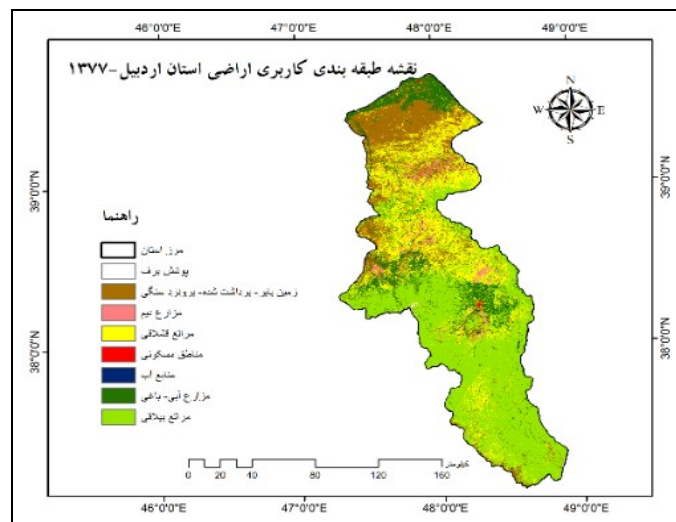 46°0'0"E 47°0'0"E 48°0'0"E 49°0'0"E
نقشه طبقه بندی کاربری اراضی استان اردبیل-۱۳۷۷
N
W E
S
39°0'0"N 39°0'0"N
راهنما
مرز استان
پوشش برف
زمین بایر- برداشت شده- برونزد سنگی
مزارع دیم
مراتع قشلاقی
مناطق مسکونی
منابع آب
مزارع آبی- باغی
مراتع ییلاقی
38°0'0"N 38°0'0"N
کیلومتر
0 20 40 80 120 160
46°0'0"E 47°0'0"E 48°0'0"E 49°0'0"E